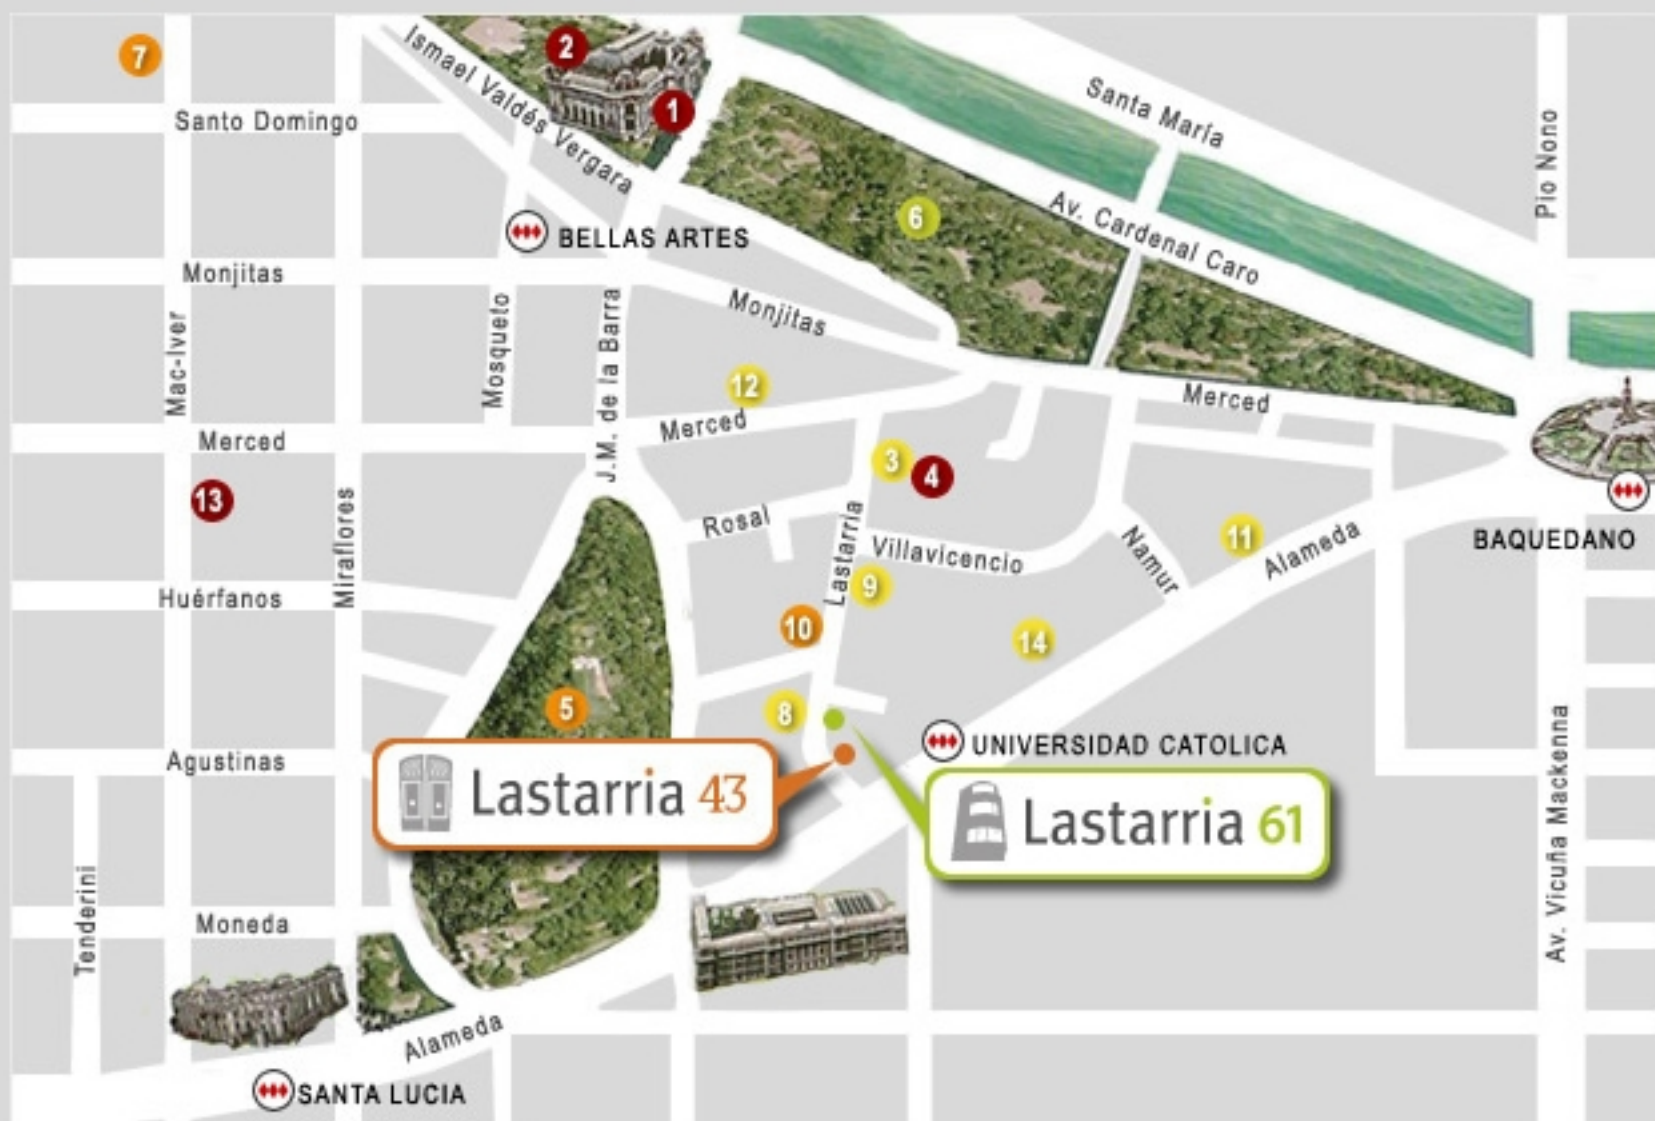 7
2
Ismael Valdés Vergara
1
Santo Domingo
Santa María
Pio Nono
6
Av. Cardenal Caro
BELLAS ARTES
Monjitas
Monjitas
Mac-Iver
Mosqueto
J.M. de la Barra
12
Merced
Merced
Merced
3
4
13
Miraflores
Rosal
Lastarria
Villavicencio
Namur
11
Alameda
BAQUEDANO
9
Huérfanos
10
14
5
8
UNIVERSIDAD CATOLICA
Agustinas
Lastarria 43
Lastarria 61
Av. Vicuña Mackenna
Tenderini
Moneda
Alameda
SANTA LUCIA